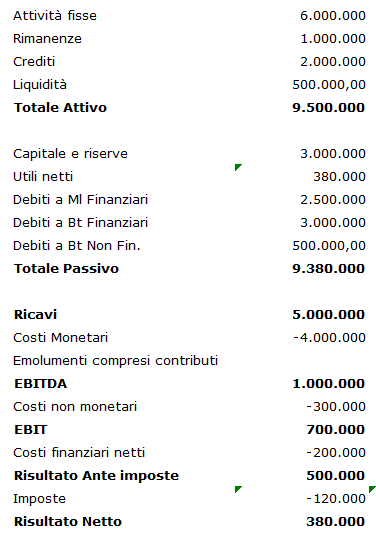 Attività fisse 6.000.000
Rimanenze 1.000.000
Crediti 2.000.000
Liquidità 500.000,00
Totale Attivo 9.500.000
Capitale e riserve 3.000.000
Utili netti 380.000
Debiti a Ml Finanziari 2.500.000
Debiti a Bt Finanziari 3.000.000
Debiti a Bt Non Fin. 500.000,00
Totale Passivo 9.380.000
Ricavi 5.000.000
Costi Monetari -4.000.000
Emolumenti compresi contributi
EBITDA 1.000.000
Costi non monetari -300.000
EBIT 700.000
Costi finanziari netti -200.000
Risultato Ante imposte 500.000
Imposte -120.000
Risultato Netto 380.000